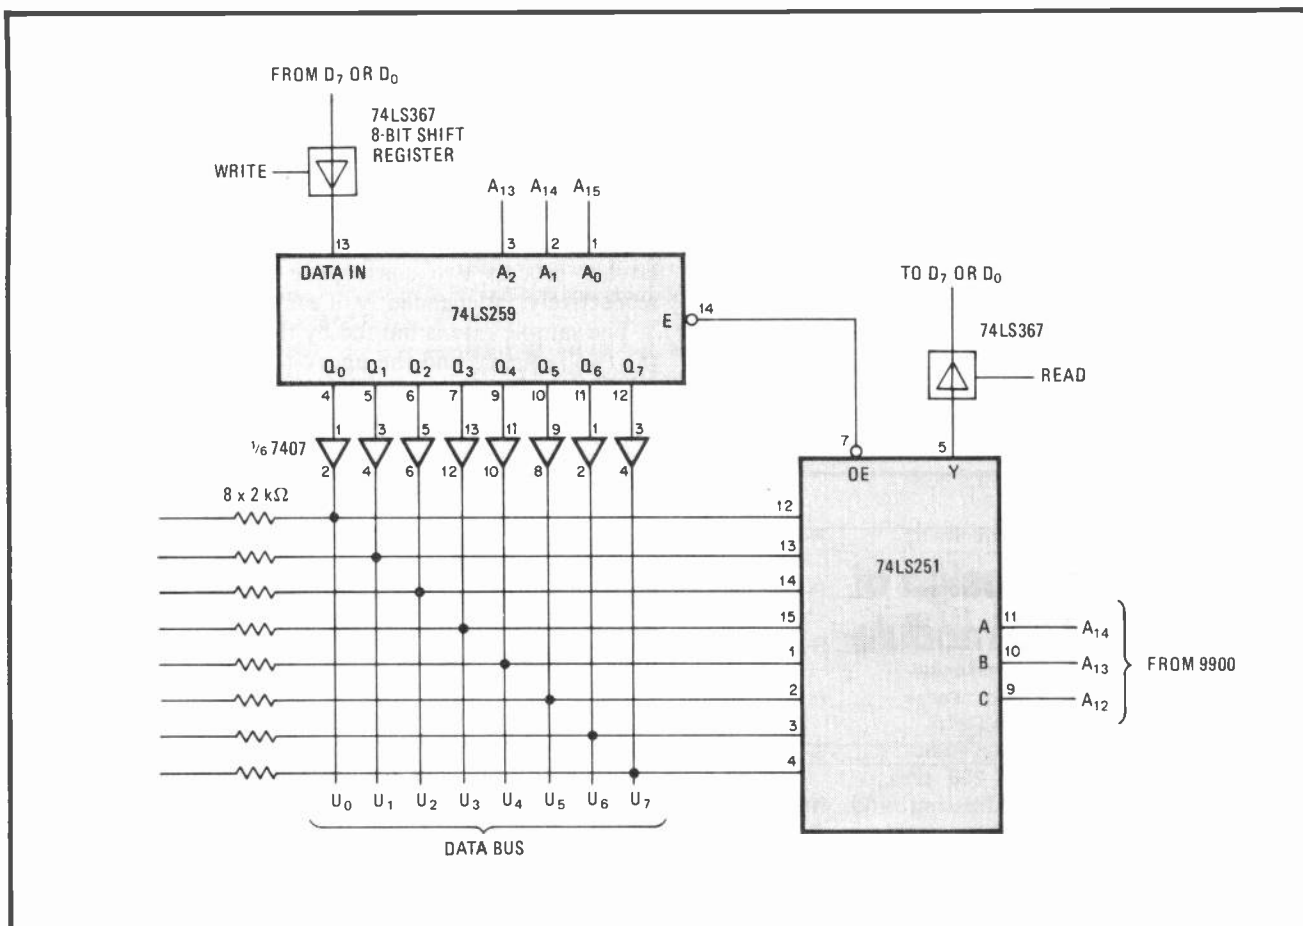 FROM D₇ OR D₀
74LS367
8-BIT SHIFT
REGISTER
WRITE
A₁₃ A₁₄ A₁₅
13 3 2 1
DATA IN A₂ A₁ A₀
74LS259
E 14
Q₀ Q₁ Q₂ Q₃ Q₄ Q₅ Q₆ Q₇
4 5 6 7 9 10 11 12
TO D₇ OR D₀
74LS367
READ
1/6 7407
1 3 5 13 11 9 1 3
2 4 6 12 10 8 2 4
7 5
OE Y
8 x 2 kΩ
12
13
14
15
1
2
3
4
74LS251
A 11 A₁₄
B 10 A₁₃
C 9 A₁₂
FROM 9900
U₀ U₁ U₂ U₃ U₄ U₅ U₆ U₇
DATA BUS